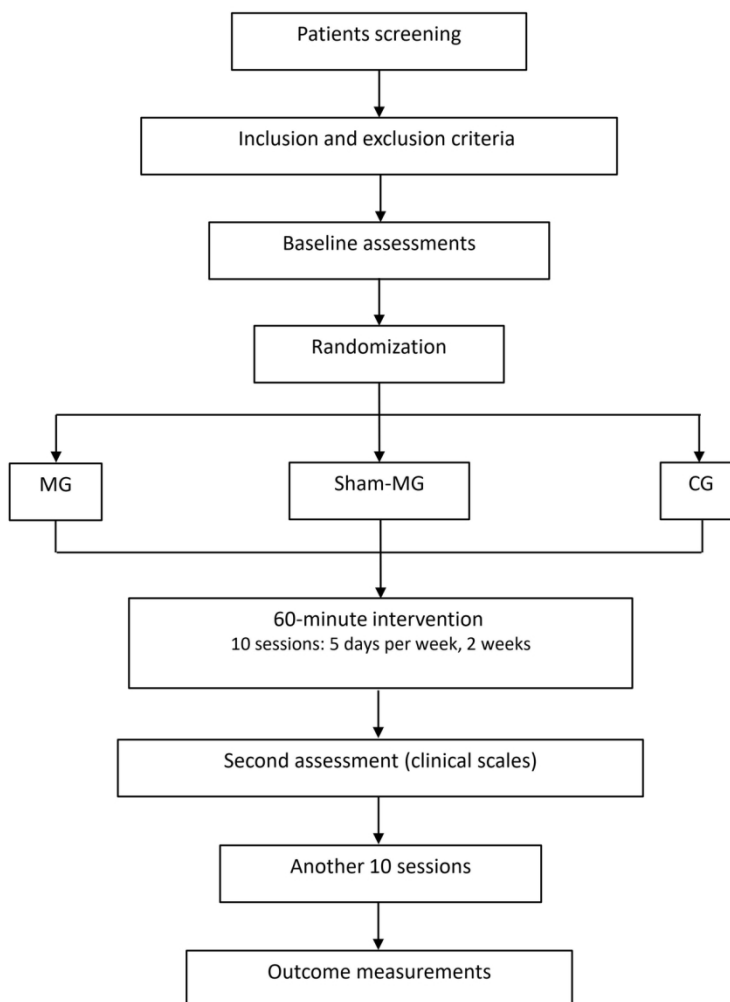 Patients screening
Inclusion and exclusion criteria
Baseline assessments
Randomization
MG
Sham-MG
CG
60-minute intervention
10 sessions: 5 days per week, 2 weeks
Second assessment (clinical scales)
Another 10 sessions
Outcome measurements